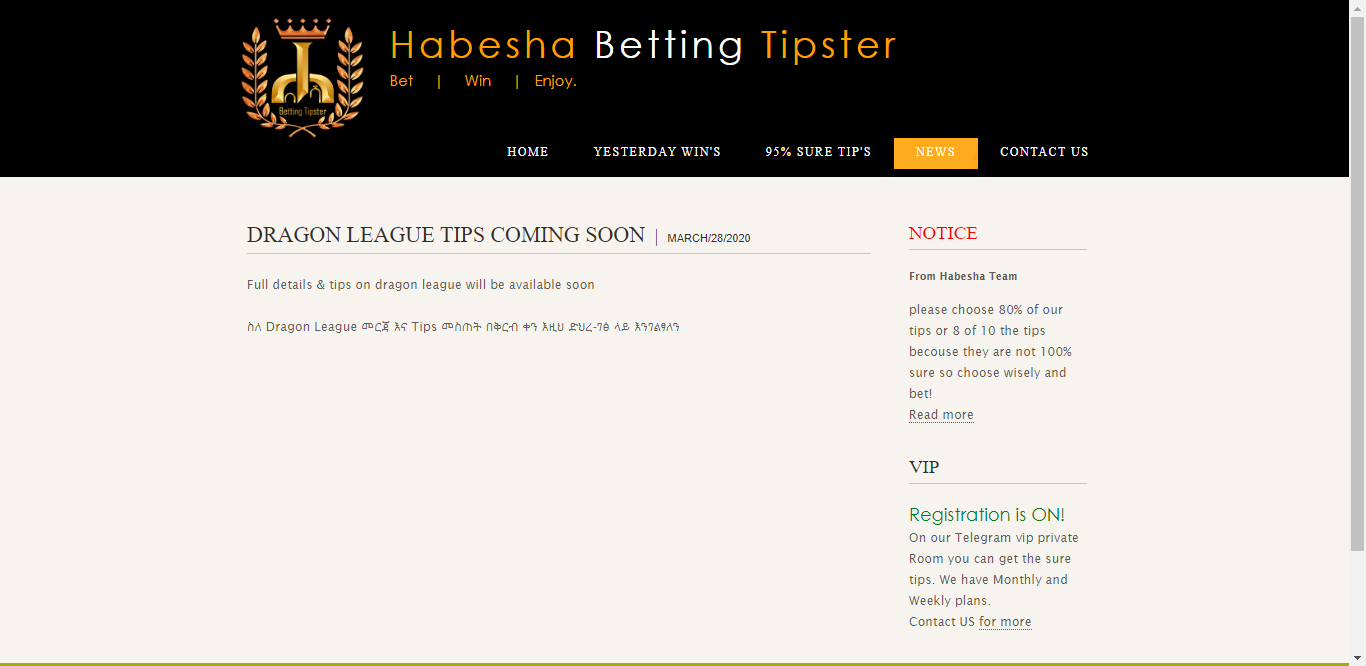 Habesha Betting Tipster
Bet | Win | Enjoy.
Betting Tipster
HOME YESTERDAY WIN'S 95% SURE TIP'S NEWS CONTACT US
DRAGON LEAGUE TIPS COMING SOON | MARCH/28/2020
Full details & tips on dragon league will be available soon
ስለ Dragon League መርጃ እና Tips መስጠት በቅርብ ቀን እዚህ ድህረ-ገፅ ላይ እንገልፃለን
NOTICE
From Habesha Team
please choose 80% of our
tips or 8 of 10 the tips
becouse they are not 100%
sure so choose wisely and
bet!
Read more
VIP
Registration is ON!
On our Telegram vip private
Room you can get the sure
tips. We have Monthly and
Weekly plans.
Contact US for more